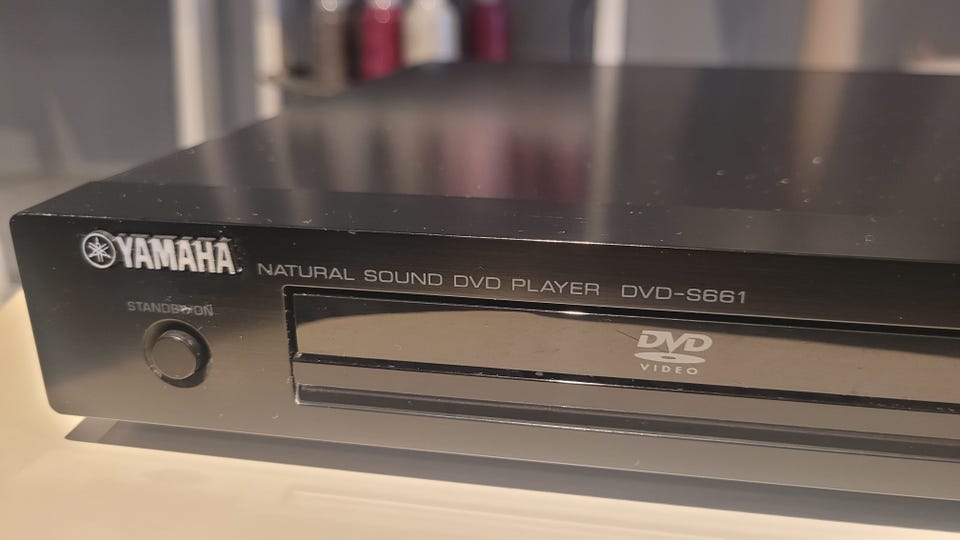 YAMAHA
NATURAL SOUND DVD PLAYER DVD-S661
STANDBY/ON
DVD
VIDEO